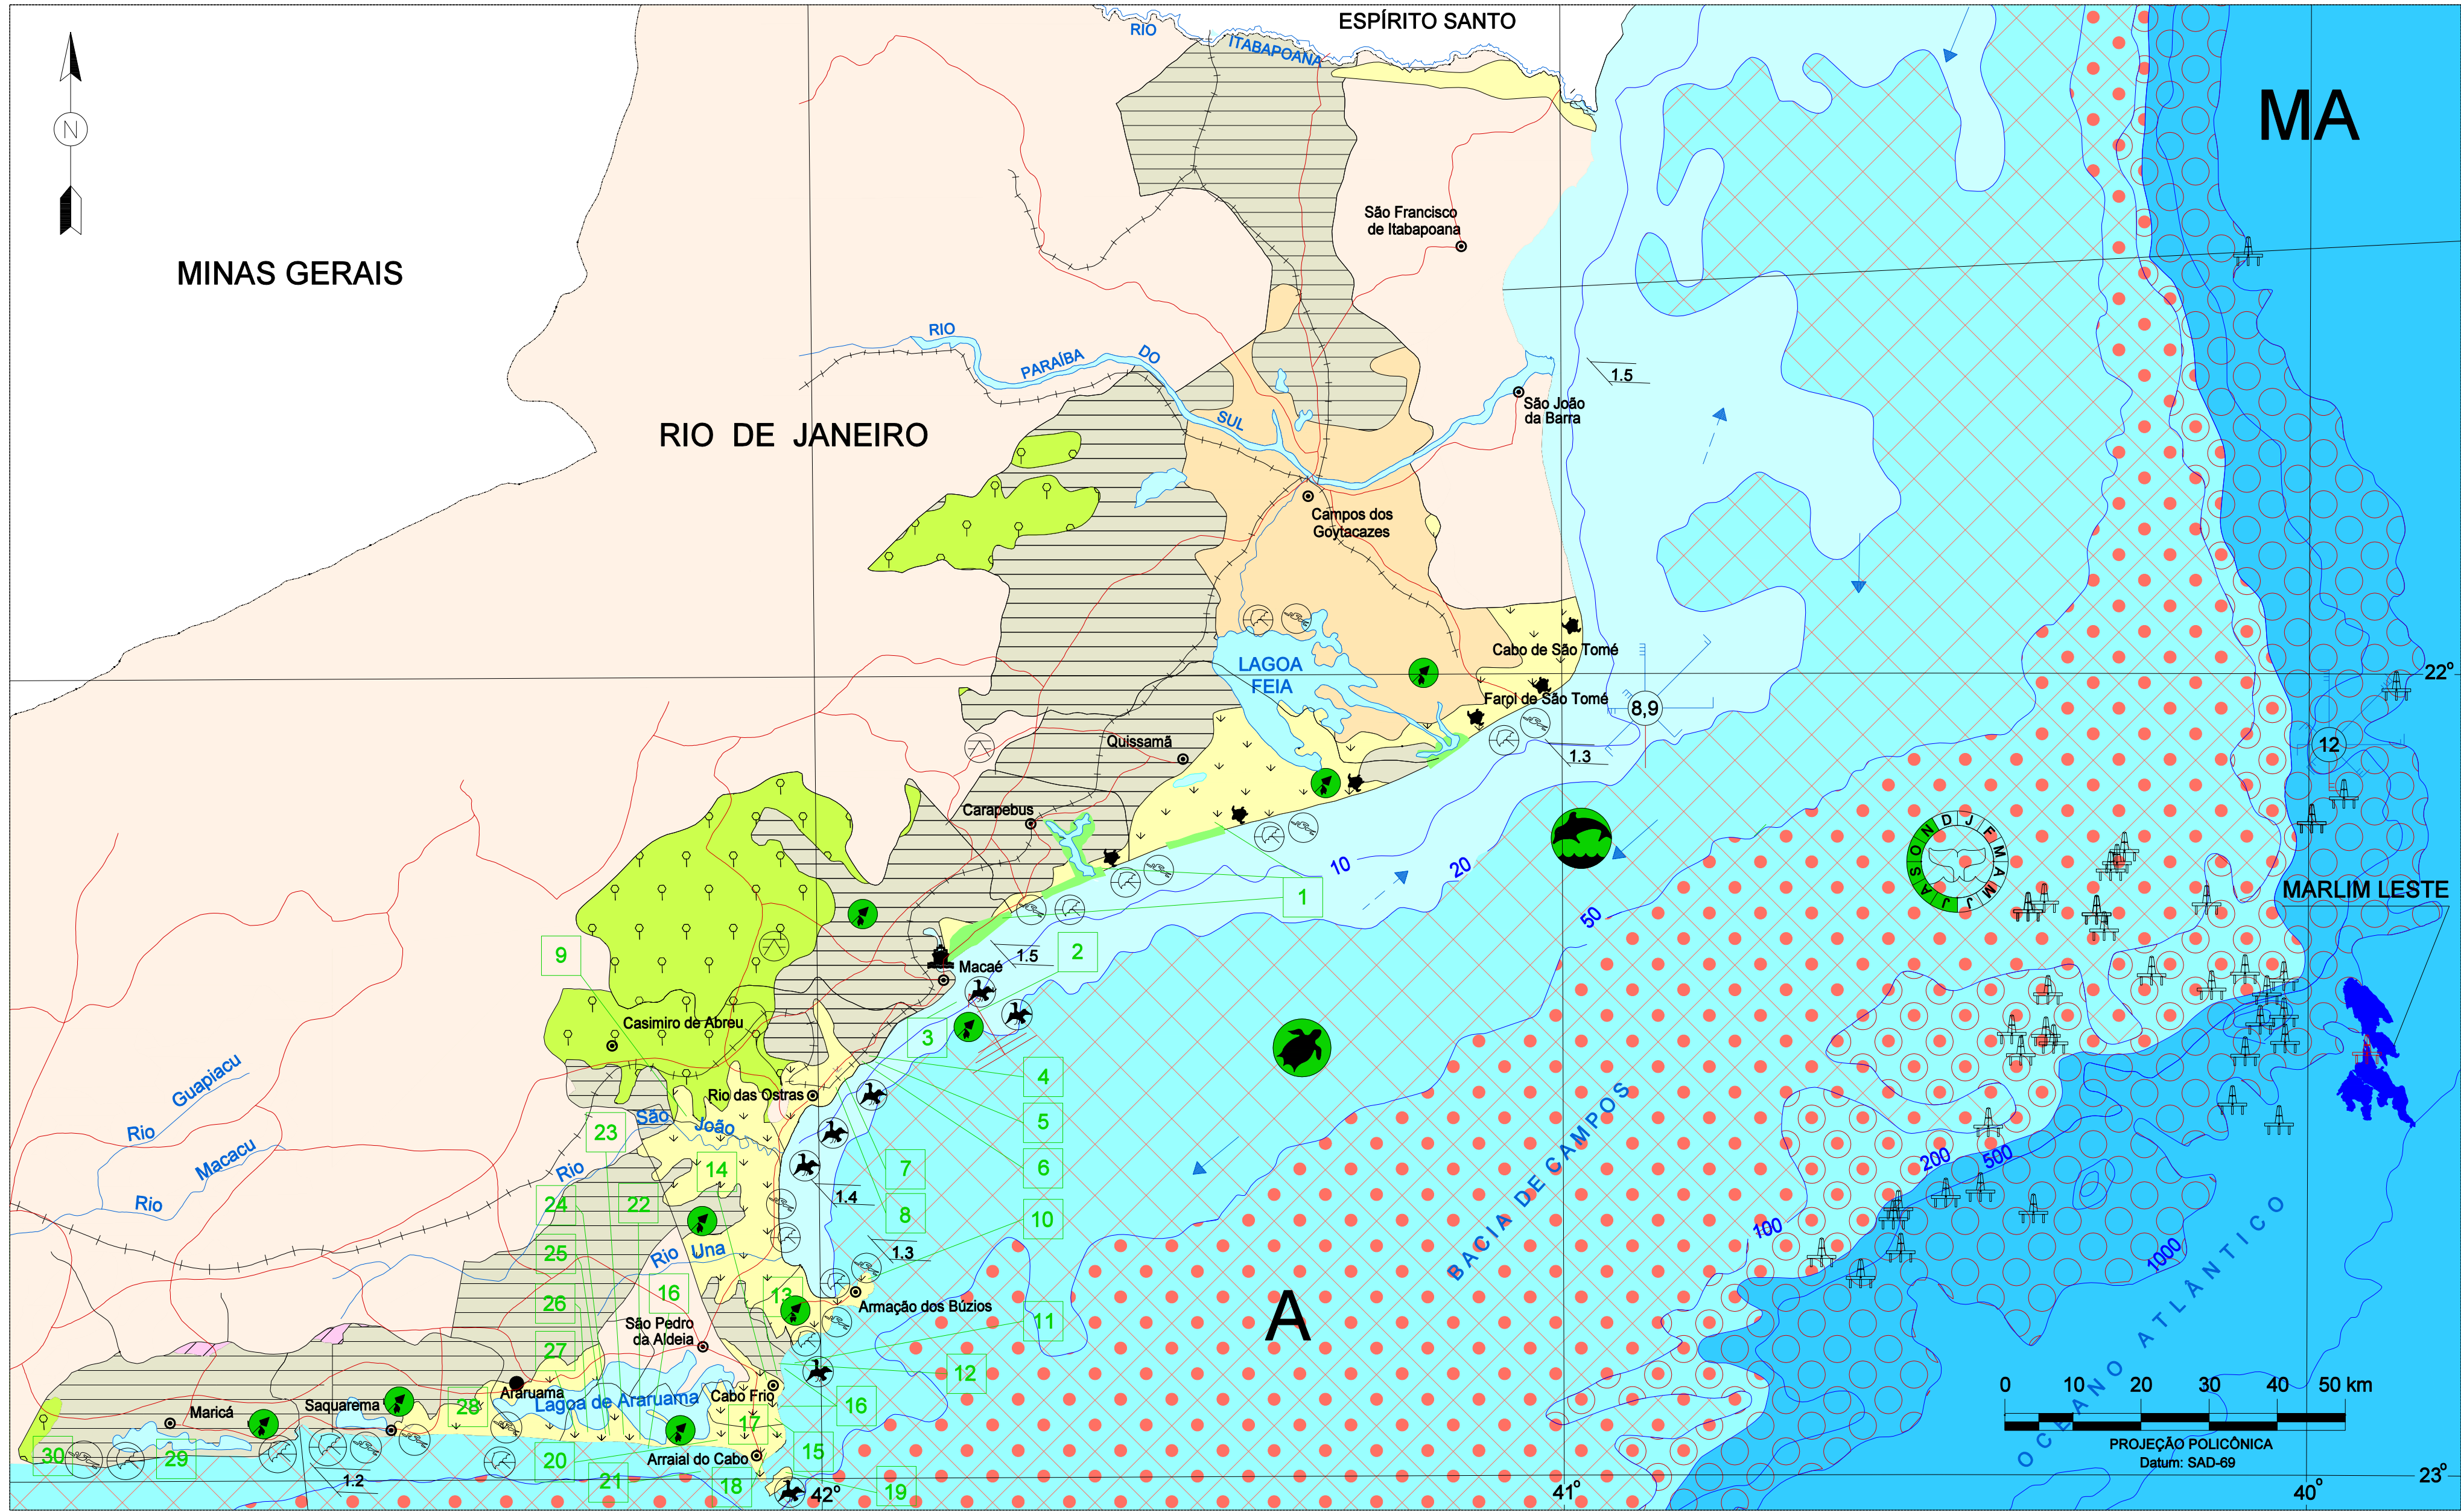 ESPÍRITO SANTO
RIO
ITABAPOANA
MA
N
São Francisco
de Itabapoana
MINAS GERAIS
RIO
PARAÍBA
DO
SUL
1.5
São João
da Barra
RIO DE JANEIRO
Campos dos
Goytacazes
Cabo de São Tomé
LAGOA
FEIA
22°
Farol de São Tomé
8,9
12
Quissamã
1.3
Carapebus
10
20
J F M A M J J A S O N D
MARLIM LESTE
1
50
9
2
1.5
Macaé
Casimiro de Abreu
3
4
Rio das Ostras
5
Rio
Guapiacu
São
João
23
Rio
Macacu
Rio
14
7
6
BACIA DE CAMPOS
200
500
24
22
1.4
8
10
100
25
Rio
Una
1.3
1000
26
16
13
Armação dos Búzios
A
São Pedro
da Aldeia
11
27
12
OCEANO ATLÂNTICO
Araruama
Lagoa de Araruama
Cabo Frio
0 10 20 30 40 50 km
Maricá
Saquarema
28
17
16
PROJEÇÃO POLICÔNICA
Datum: SAD-69
30
29
20
Arraial do Cabo
15
1.2
21
18
19
42°
41°
40°
23°